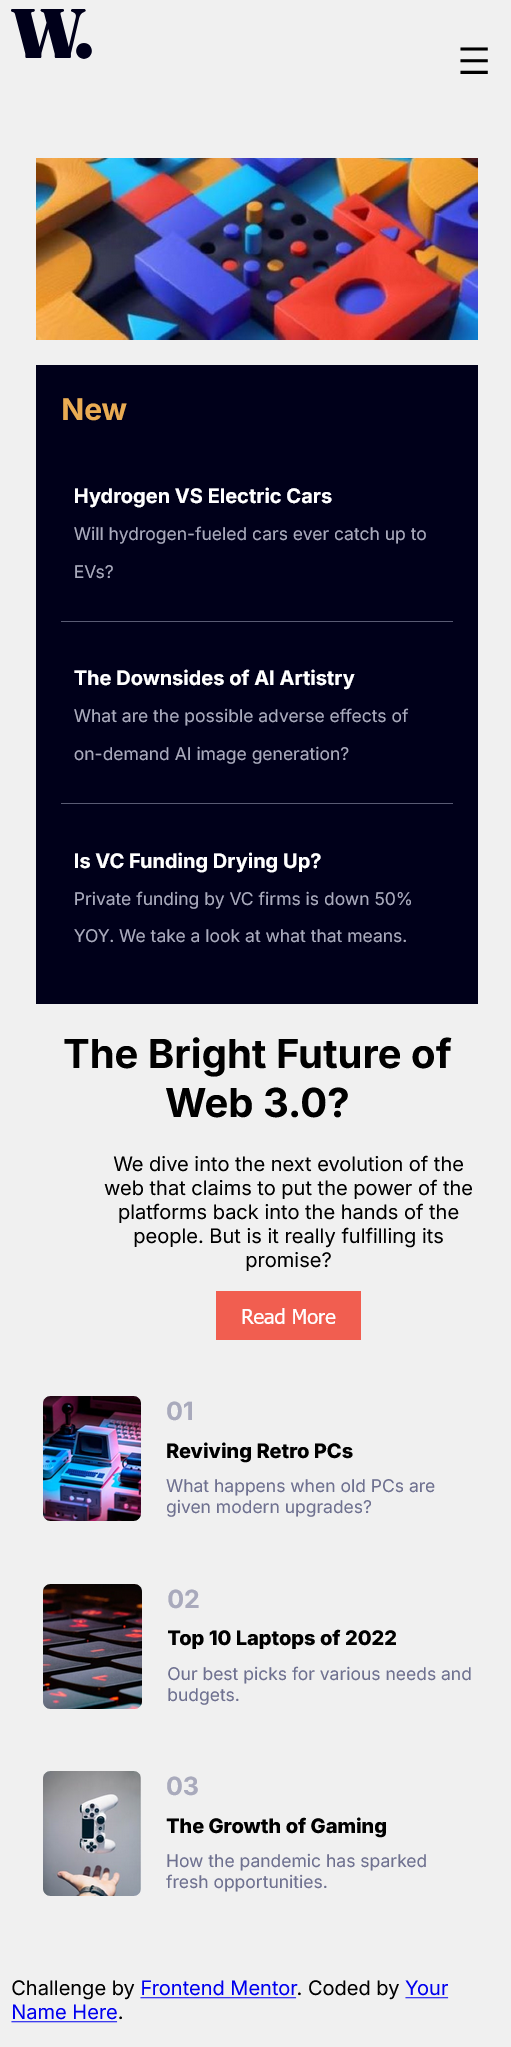 W.
New
Hydrogen VS Electric Cars
Will hydrogen-fueled cars ever catch up to
EVs?
The Downsides of AI Artistry
What are the possible adverse effects of
on-demand AI image generation?
Is VC Funding Drying Up?
Private funding by VC firms is down 50%
YOY. We take a look at what that means.
The Bright Future of
Web 3.0?
We dive into the next evolution of the
web that claims to put the power of the
platforms back into the hands of the
people. But is it really fulfilling its
promise?
Read More
01
Reviving Retro PCs
What happens when old PCs are
given modern upgrades?
02
Top 10 Laptops of 2022
Our best picks for various needs and
budgets.
03
The Growth of Gaming
How the pandemic has sparked
fresh opportunities.
Challenge by Frontend Mentor. Coded by Your
Name Here.